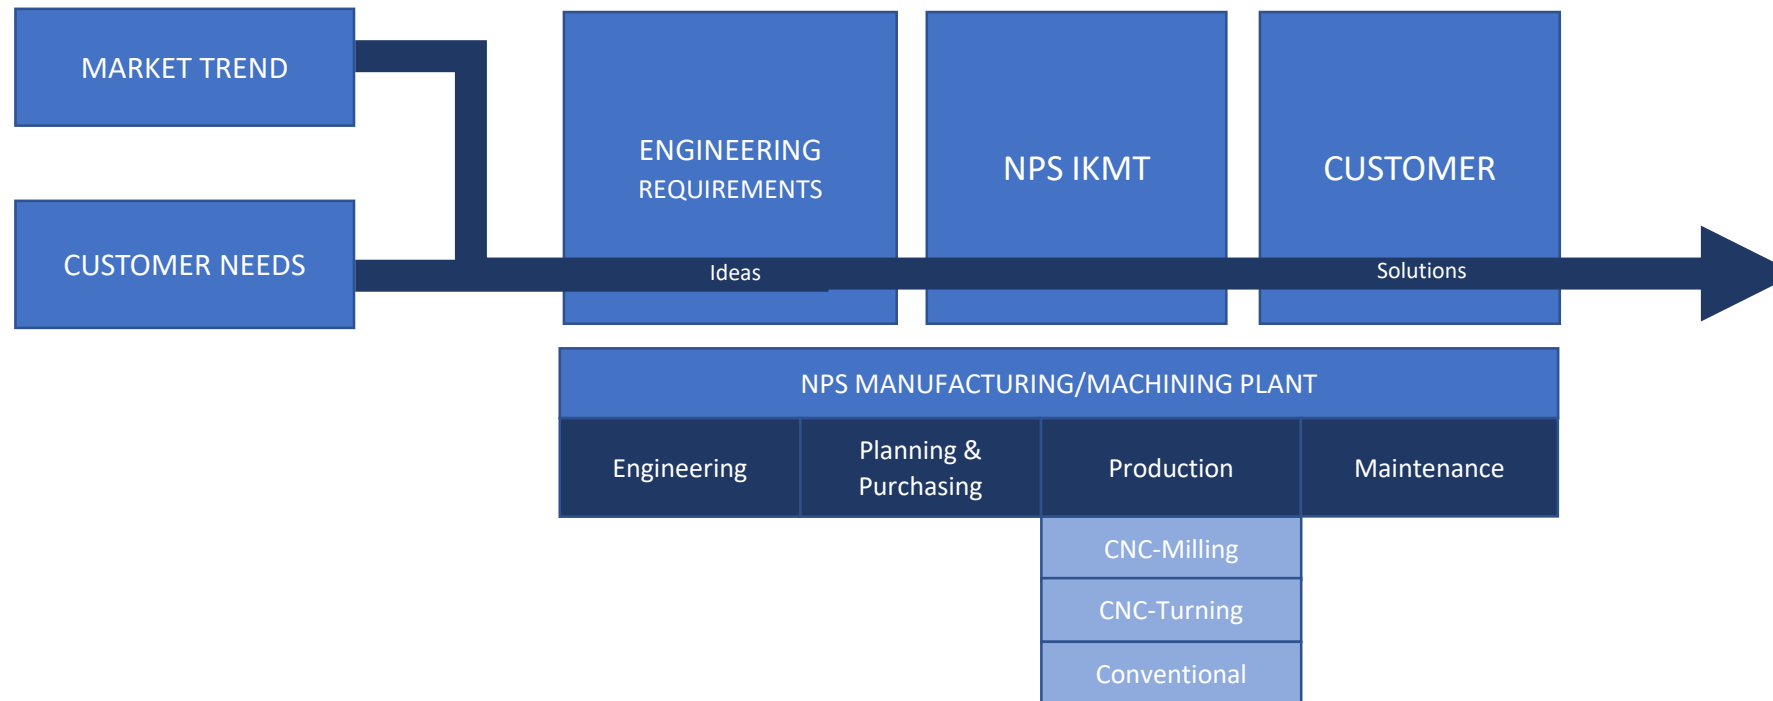 MARKET TREND
CUSTOMER NEEDS
ENGINEERING
REQUIREMENTS
NPS IKMT
CUSTOMER
Ideas
Solutions
NPS MANUFACTURING/MACHINING PLANT
Engineering
Planning &
Purchasing
Production
Maintenance
CNC-Milling
CNC-Turning
Conventional